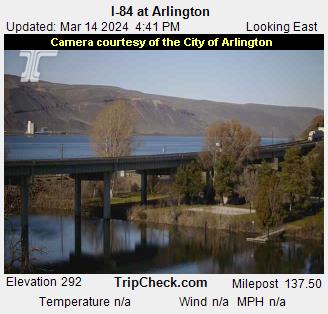 I-84 at Arlington
Updated: Mar 14 2024 4:41 PM Looking East
Camera courtesy of the City of Arlington
Elevation 292 TripCheck.com Milepost 137.50
Temperature n/a Wind n/a MPH n/a